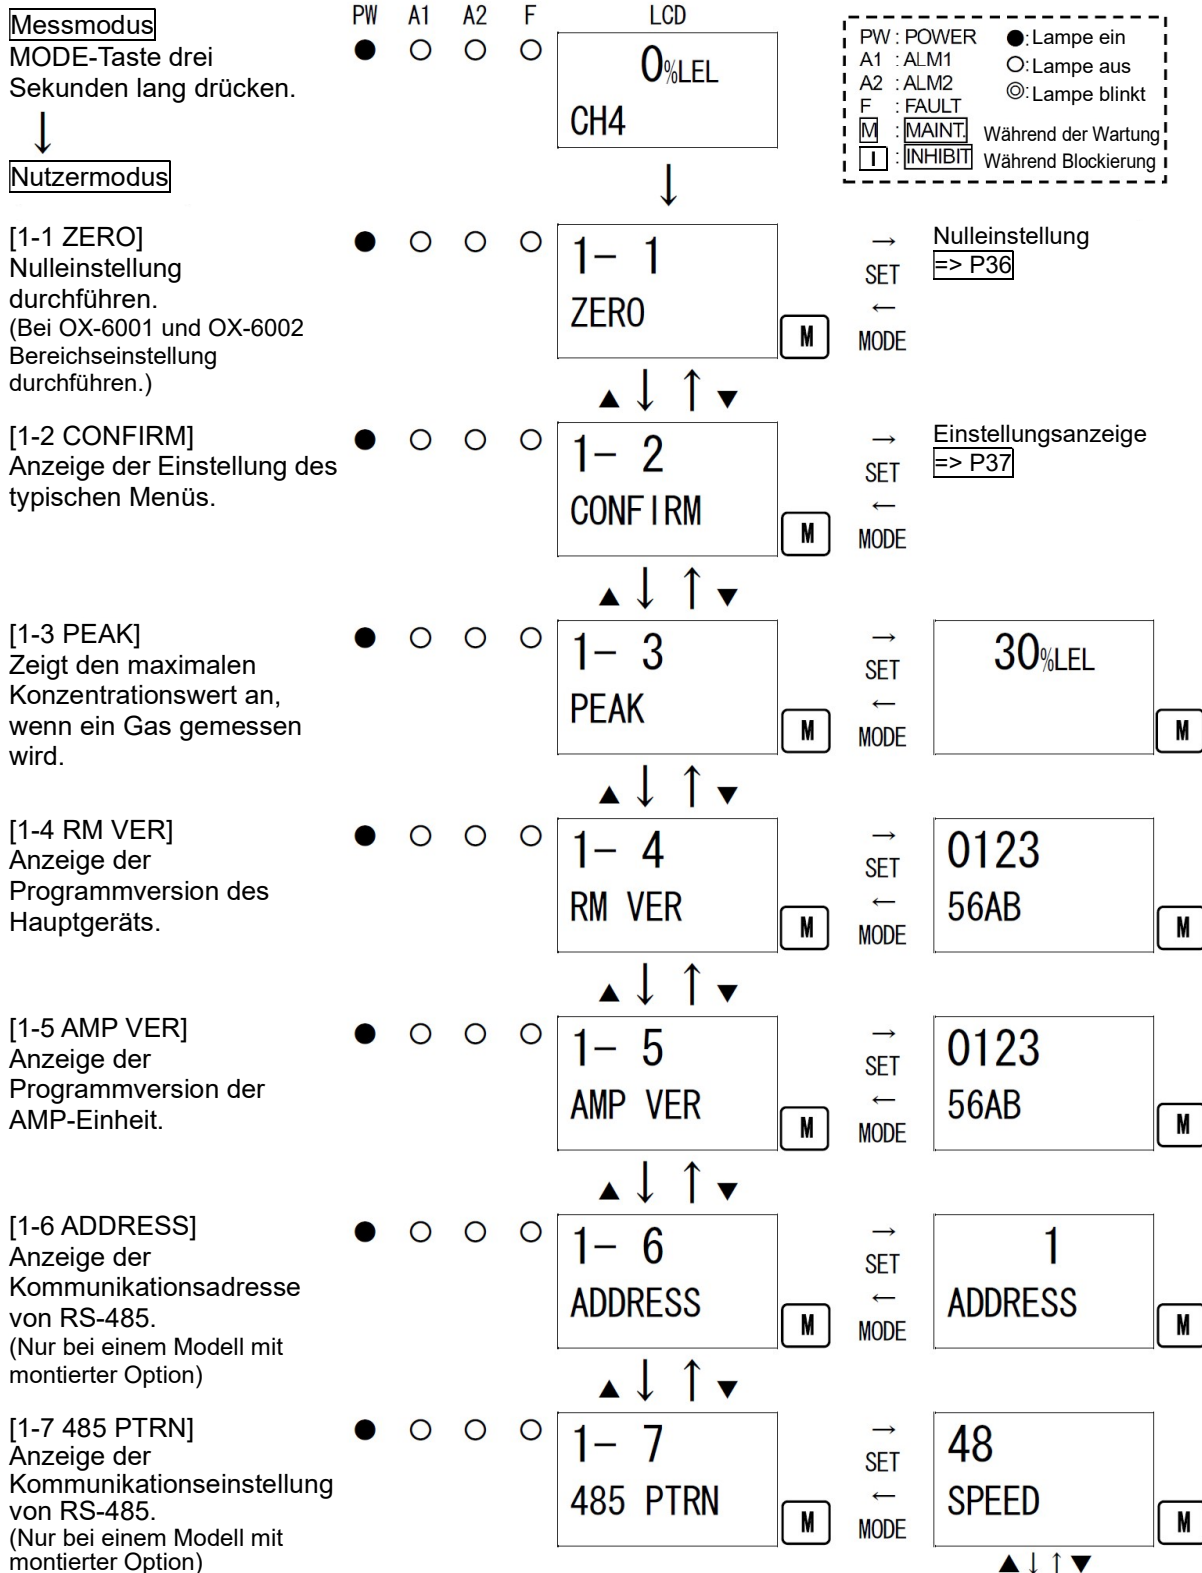 Messmodus
MODE-Taste drei
Sekunden lang drücken.
↓
Nutzermodus
PW A1 A2 F LCD
● ○ ○ ○
0%LEL
CH4
↓
PW : POWER ●:Lampe ein
A1 : ALM1 ○:Lampe aus
A2 : ALM2 ◎:Lampe blinkt
F : FAULT
M : MAINT. Während der Wartung
I : INHIBIT Während Blockierung
[1-1 ZERO]
Nulleinstellung
durchführen.
(Bei OX-6001 und OX-6002
Bereichseinstellung
durchführen.)
● ○ ○ ○
1– 1
ZERO
M
→
SET
←
MODE
Nulleinstellung
=> P36
▲ ↓ ↑ ▼
[1-2 CONFIRM]
Anzeige der Einstellung des
typischen Menüs.
● ○ ○ ○
1– 2
CONFIRM
M
→
SET
←
MODE
Einstellungsanzeige
=> P37
▲ ↓ ↑ ▼
[1-3 PEAK]
Zeigt den maximalen
Konzentrationswert an,
wenn ein Gas gemessen
wird.
● ○ ○ ○
1– 3
PEAK
M
→
SET
←
MODE
30%LEL
M
▲ ↓ ↑ ▼
[1-4 RM VER]
Anzeige der
Programmversion des
Hauptgeräts.
● ○ ○ ○
1– 4
RM VER
M
→
SET
←
MODE
0123
56AB
M
▲ ↓ ↑ ▼
[1-5 AMP VER]
Anzeige der
Programmversion der
AMP-Einheit.
● ○ ○ ○
1– 5
AMP VER
M
→
SET
←
MODE
0123
56AB
M
▲ ↓ ↑ ▼
[1-6 ADDRESS]
Anzeige der
Kommunikationsadresse
von RS-485.
(Nur bei einem Modell mit
montierter Option)
● ○ ○ ○
1– 6
ADDRESS
M
→
SET
←
MODE
1
ADDRESS
M
▲ ↓ ↑ ▼
[1-7 485 PTRN]
Anzeige der
Kommunikationseinstellung
von RS-485.
(Nur bei einem Modell mit
montierter Option)
● ○ ○ ○
1– 7
485 PTRN
M
→
SET
←
MODE
48
SPEED
M
▲ ↓ ↑ ▼